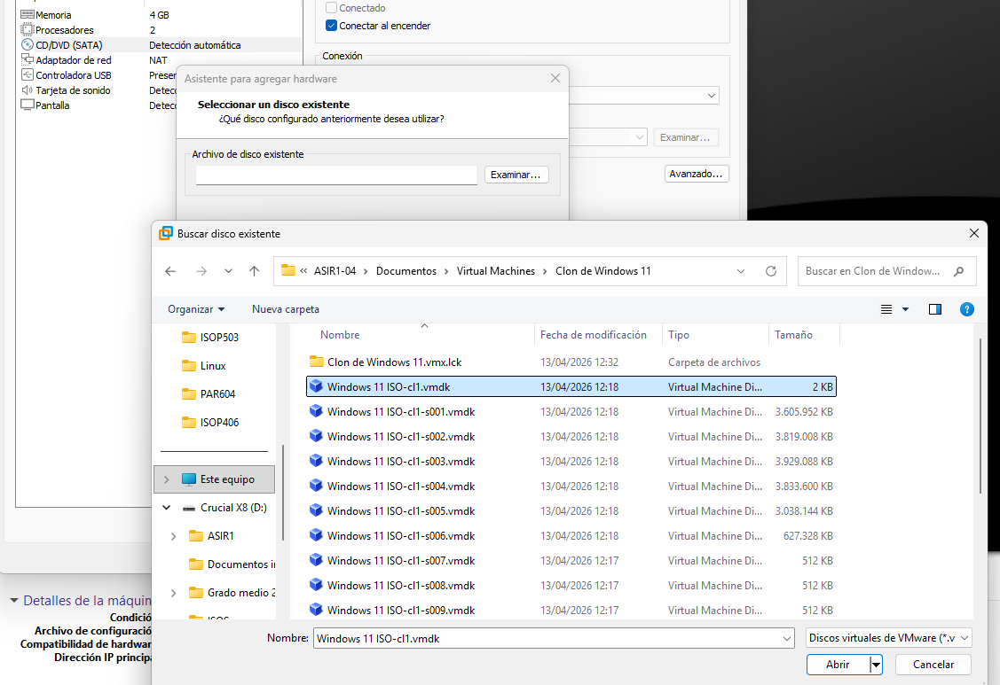 Memoria 4 GB
Procesadores 2
CD/DVD (SATA) Detección automática
Adaptador de red NAT
Controladora USB Presen
Tarjeta de sonido Detecc
Pantalla Detecc
Conectado
Conectar al encender
Conexión
Examinar...
Avanzado...
Asistente para agregar hardware
Seleccionar un disco existente
¿Qué disco configurado anteriormente desea utilizar?
Archivo de disco existente
Examinar...
Buscar disco existente
« ASIR1-04 > Documentos > Virtual Machines > Clon de Windows 11
Buscar en Clon de Window...
Organizar Nueva carpeta
ISOP503
Linux
PAR604
ISOP406
Este equipo
Crucial X8 (D:)
ASIR1
Documentos i
Grado medio 2
Nombre Fecha de modificación Tipo Tamaño
Clon de Windows 11.vmx.lck 13/04/2026 12:32 Carpeta de archivos
Windows 11 ISO-cl1.vmdk 13/04/2026 12:18 Virtual Machine Di... 2 KB
Windows 11 ISO-cl1-s001.vmdk 13/04/2026 12:18 Virtual Machine Di... 3.605.952 KB
Windows 11 ISO-cl1-s002.vmdk 13/04/2026 12:18 Virtual Machine Di... 3.819.008 KB
Windows 11 ISO-cl1-s003.vmdk 13/04/2026 12:18 Virtual Machine Di... 3.929.088 KB
Windows 11 ISO-cl1-s004.vmdk 13/04/2026 12:18 Virtual Machine Di... 3.833.600 KB
Windows 11 ISO-cl1-s005.vmdk 13/04/2026 12:18 Virtual Machine Di... 3.038.144 KB
Windows 11 ISO-cl1-s006.vmdk 13/04/2026 12:18 Virtual Machine Di... 627.328 KB
Windows 11 ISO-cl1-s007.vmdk 13/04/2026 12:17 Virtual Machine Di... 512 KB
Windows 11 ISO-cl1-s008.vmdk 13/04/2026 12:17 Virtual Machine Di... 512 KB
Windows 11 ISO-cl1-s009.vmdk 13/04/2026 12:17 Virtual Machine Di... 512 KB
Nombre: Windows 11 ISO-cl1.vmdk
Discos virtuales de VMware (*.v
Abrir Cancelar
Detalles de la máquin
Condició
Archivo de configuració
Compatibilidad de hardwar
Dirección IP principa